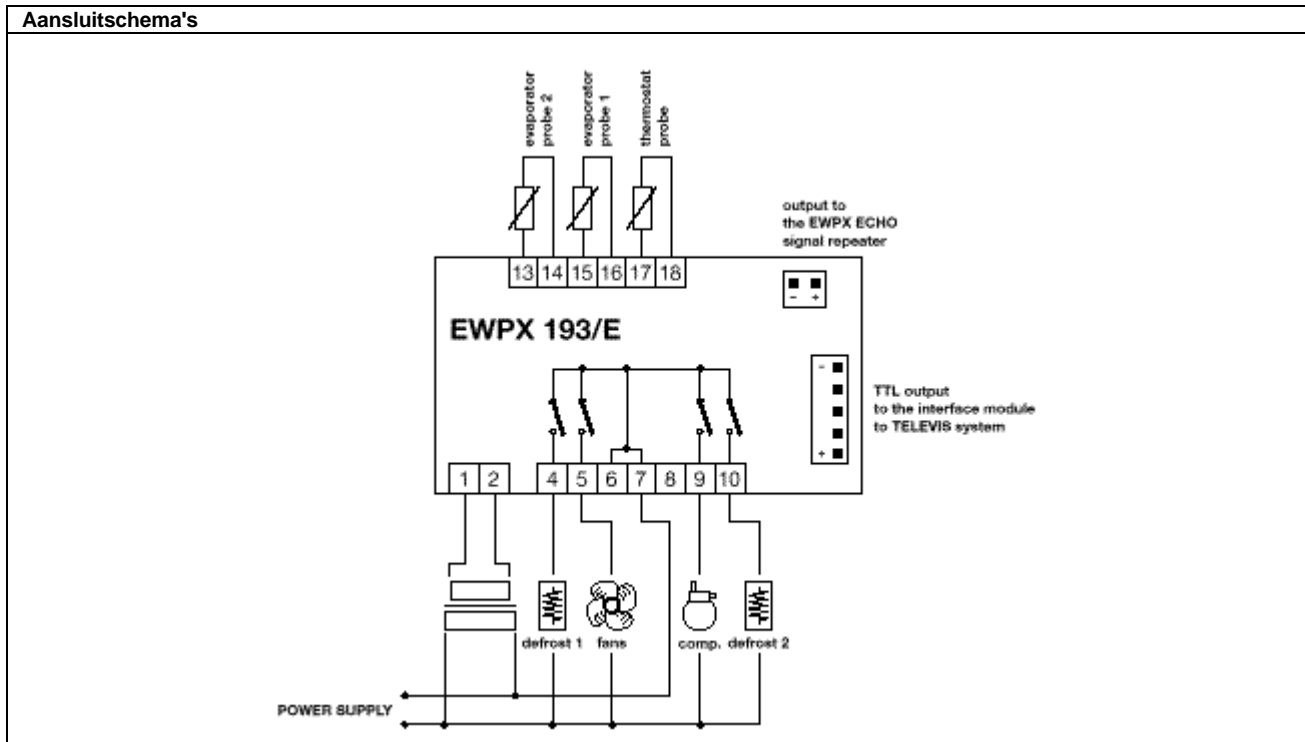 Aansluitschema's
evaporator
probe 2
evaporator
probe 1
thermostat
probe
output to
the EWPX ECHO
signal repeater
13 14 15 16 17 18
- +
EWPX 193/E
-
TTL output
to the interface module
to TELEVIS system
+
1 2 4 5 6 7 8 9 10
defrost 1 fans comp. defrost 2
POWER SUPPLY